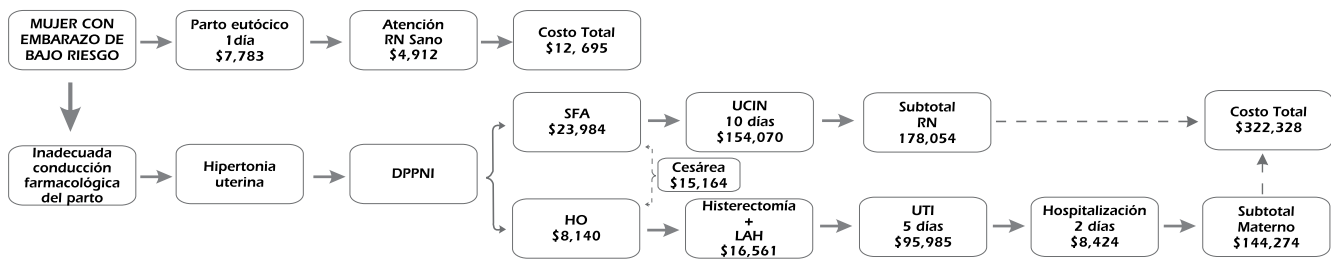 MUJER CON
EMBARAZO DE
BAJO RIESGO
Parto eutócico
1día
$7,783
Atención
RN Sano
$4,912
Costo Total
$12, 695
Inadecuada
conducción
farmacológica
del parto
Hipertonia
uterina
DPPNI
SFA
$23,984
UCIN
10 días
$154,070
Subtotal
RN
178,054
Costo Total
$322,328
Cesárea
$15,164
HO
$8,140
Histerectomía
+
LAH
$16,561
UTI
5 días
$95,985
Hospitalización
2 días
$8,424
Subtotal
Materno
$144,274